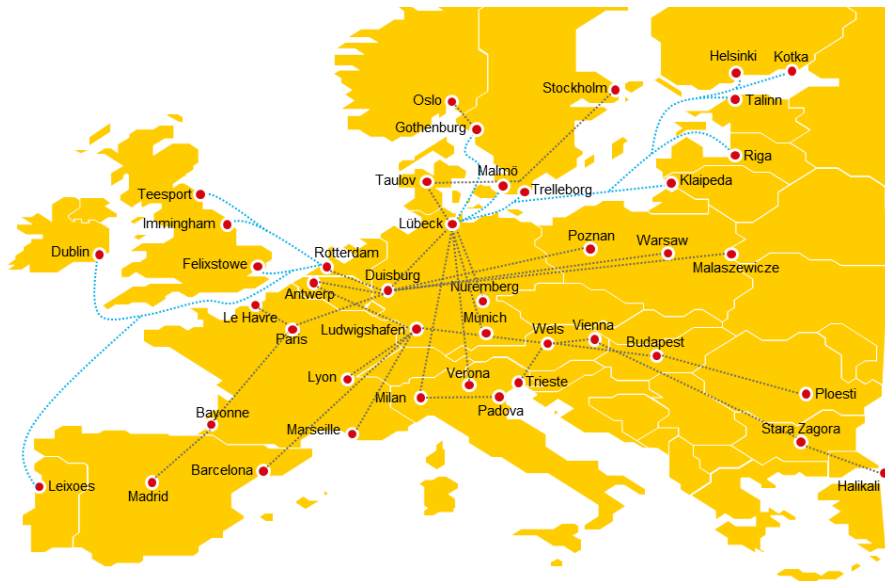 Helsinki
Kotka
Stockholm
Oslo
Talinn
Gothenburg
Riga
Malmö
Taulov
Klaipeda
Trelleborg
Teesport
Immingham
Lübeck
Poznan
Warsaw
Dublin
Rotterdam
Felixstowe
Malaszewicze
Duisburg
Nuremberg
Antwerp
Le Havre
Munich
Ludwigshafen
Paris
Wels
Vienna
Budapest
Lyon
Verona
Trieste
Milan
Ploesti
Padova
Bayonne
Marseille
Stara Zagora
Barcelona
Leixoes
Madrid
Halikali